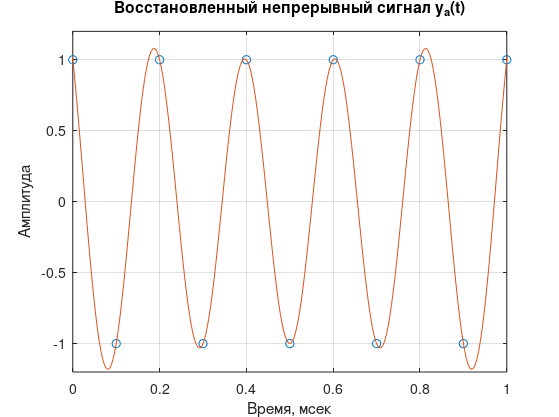 Восстановленный непрерывный сигнал yₐ(t)
1
0.5
0
-0.5
-1
Амплитуда
0 0.2 0.4 0.6 0.8 1
Время, мсек